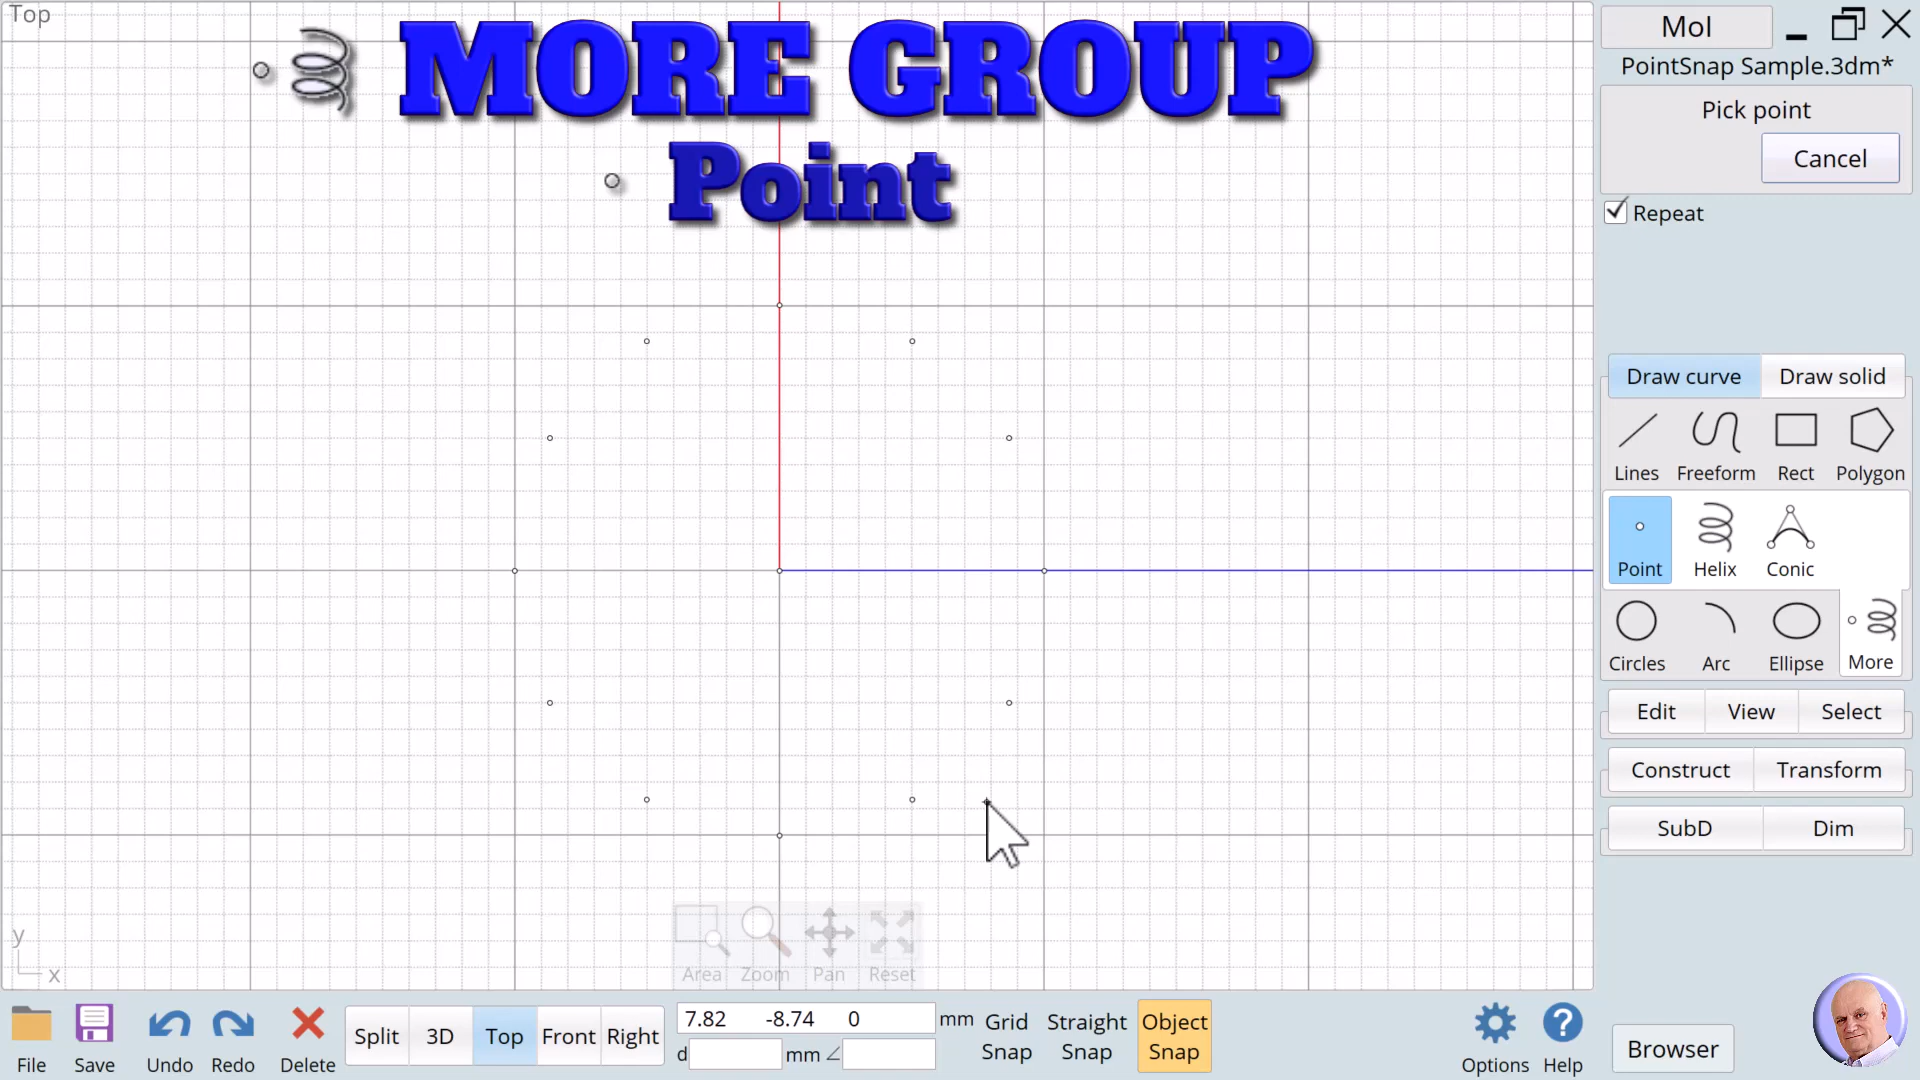 Top
MORE GROUP
Point
MoI
PointSnap Sample.3dm*
Pick point
Cancel
Repeat
Draw curve
Draw solid
Lines
Freeform
Rect
Polygon
Point
Helix
Conic
Circles
Arc
Ellipse
More
Edit
View
Select
Construct
Transform
SubD
Dim
y
x
Area
Zoom
Pan
Reset
File
Save
Undo
Redo
Delete
Split
3D
Top
Front
Right
7.82 -8.74 0 mm
d mm ∠
Grid Snap
Straight Snap
Object Snap
Options
Help
Browser